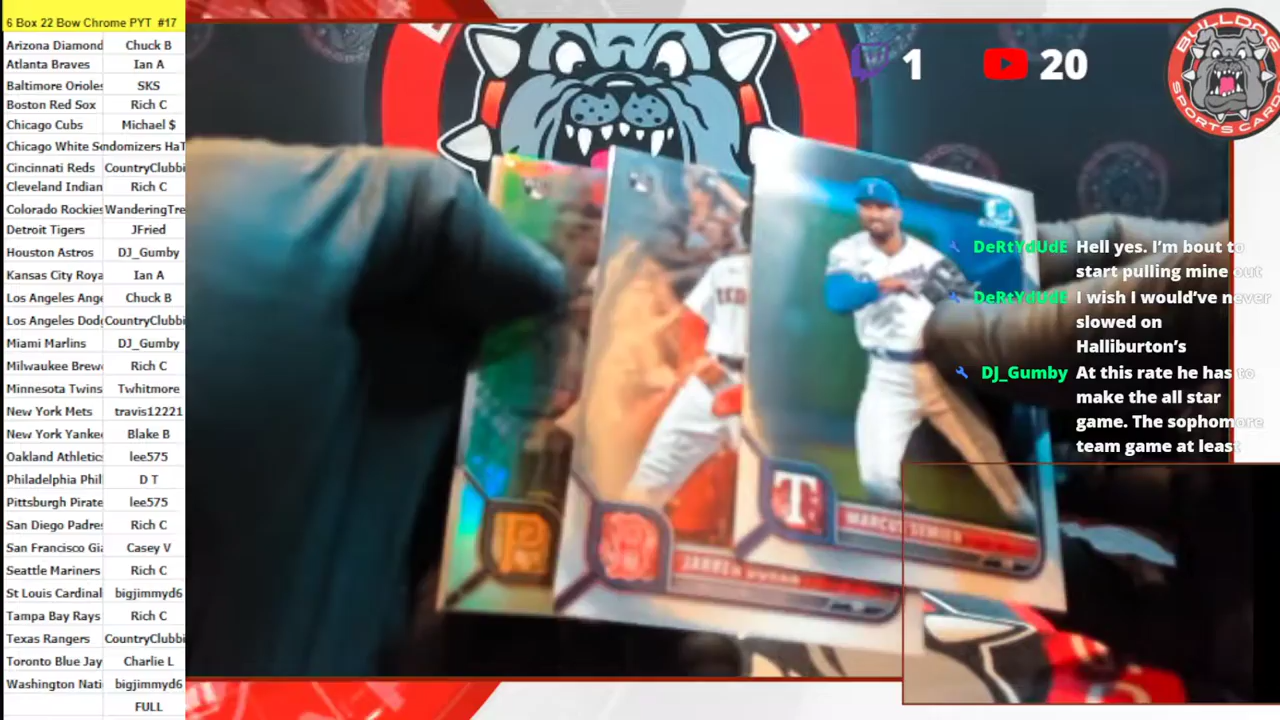 6 Box 22 Bow Chrome PYT #17
Arizona Diamond Chuck B
Atlanta Braves Ian A
Baltimore Oriole: SKS
Boston Red Sox Rich C
Chicago Cubs Michael $
Chicago White S ndomizers HaT
Cincinnati Reds CountryClubbi
Cleveland Indian Rich C
Colorado Rockies WanderingTre
Detroit Tigers JFried
Houston Astros DJ_Gumby
Kansas City Roya Ian A
Los Angeles Ange Chuck B
Los Angeles Dodg CountryClubbi
Miami Marlins DJ_Gumby
Milwaukee Brew Rich C
Minnesota Twins Twhitmore
New York Mets travis12221
New York Yankee Blake B
Oakland Athletic lee575
Philadelphia Phil D T
Pittsburgh Pirate lee575
San Diego Padre Rich C
San Francisco Gi Casey V
Seattle Mariners Rich C
St Louis Cardinal bigjimmyd6
Tampa Bay Rays Rich C
Texas Rangers CountryClubbi
Toronto Blue Jay Charlie L
Washington Nati bigjimmyd6
FULL
1 20
BULLDOG
SPORTS CARDS
DeRtYdUdE Hell yes. I'm bout to
start pulling mine out
DeRtYdUdE I wish I would've never
slowed on
Halliburton's
DJ_Gumby At this rate he has to
make the all star
game. The sophomore
team game at least
T
MARCUS SEMIEN
JARREN DURAN
P